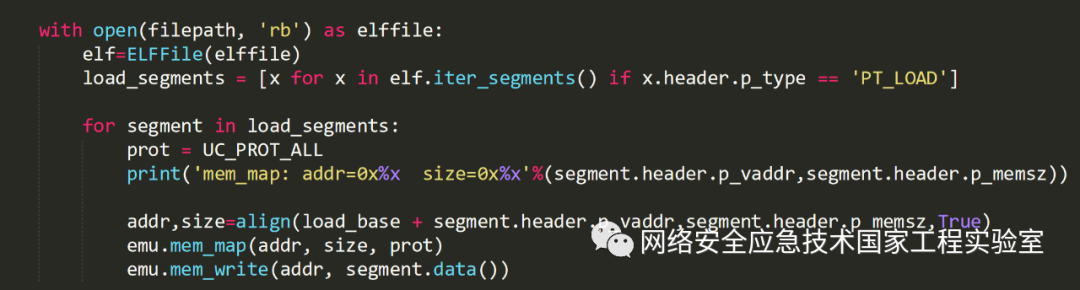 with open(filepath, 'rb') as elffile:
    elf=ELFFile(elffile)
    load_segments = [x for x in elf.iter_segments() if x.header.p_type == 'PT_LOAD']
    for segment in load_segments:
        prot = UC_PROT_ALL
        print('mem_map: addr=0x%x  size=0x%x'%(segment.header.p_vaddr,segment.header.p_memsz))
        addr,size=align(load_base + segment.header.p_vaddr,segment.header.p_memsz,True)
        emu.mem_map(addr, size, prot)
网络安全应急技术国家工程实验室
        emu.mem_write(addr, segment.data())